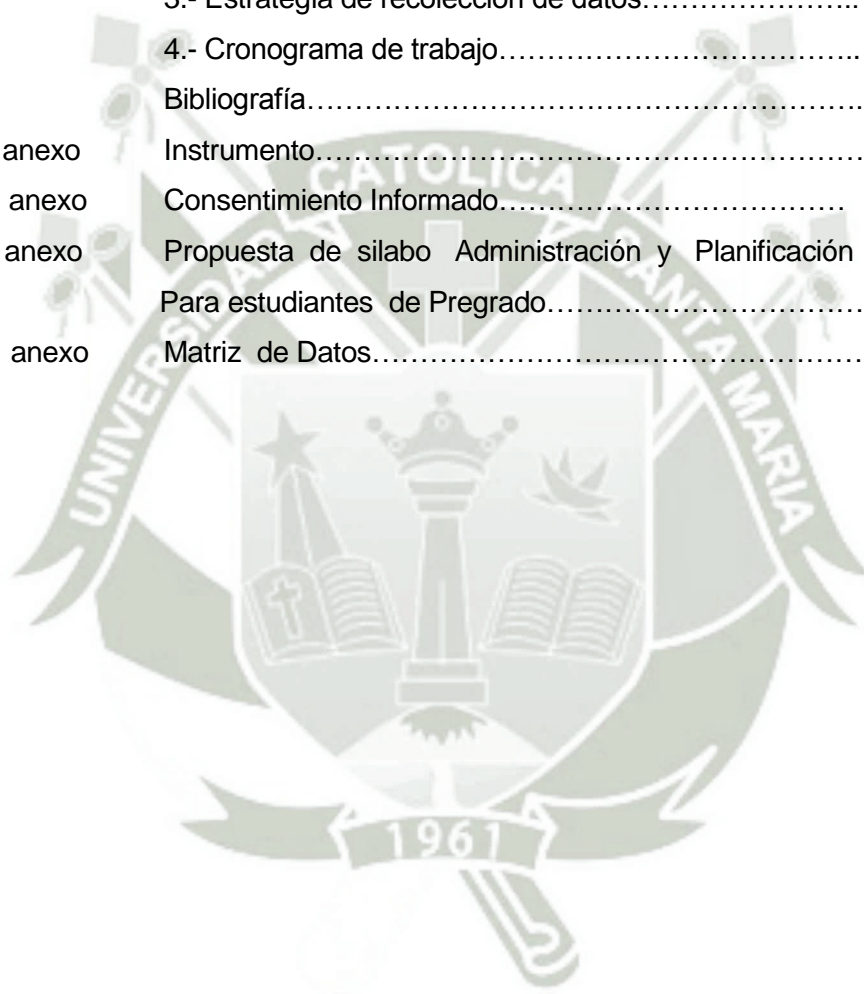 3.- Estrategia de recolección de datos…………………..
4.- Cronograma de trabajo………………………………..
Bibliografía………………………………………………….
anexo Instrumento…………………………………………………
anexo Consentimiento Informado………………………………
anexo Propuesta de silabo Administración y Planificación
Para estudiantes de Pregrado……………………………
anexo Matriz de Datos……………………………………………
UNIVERSIDAD CATOLICA SANTA MARIA
1961